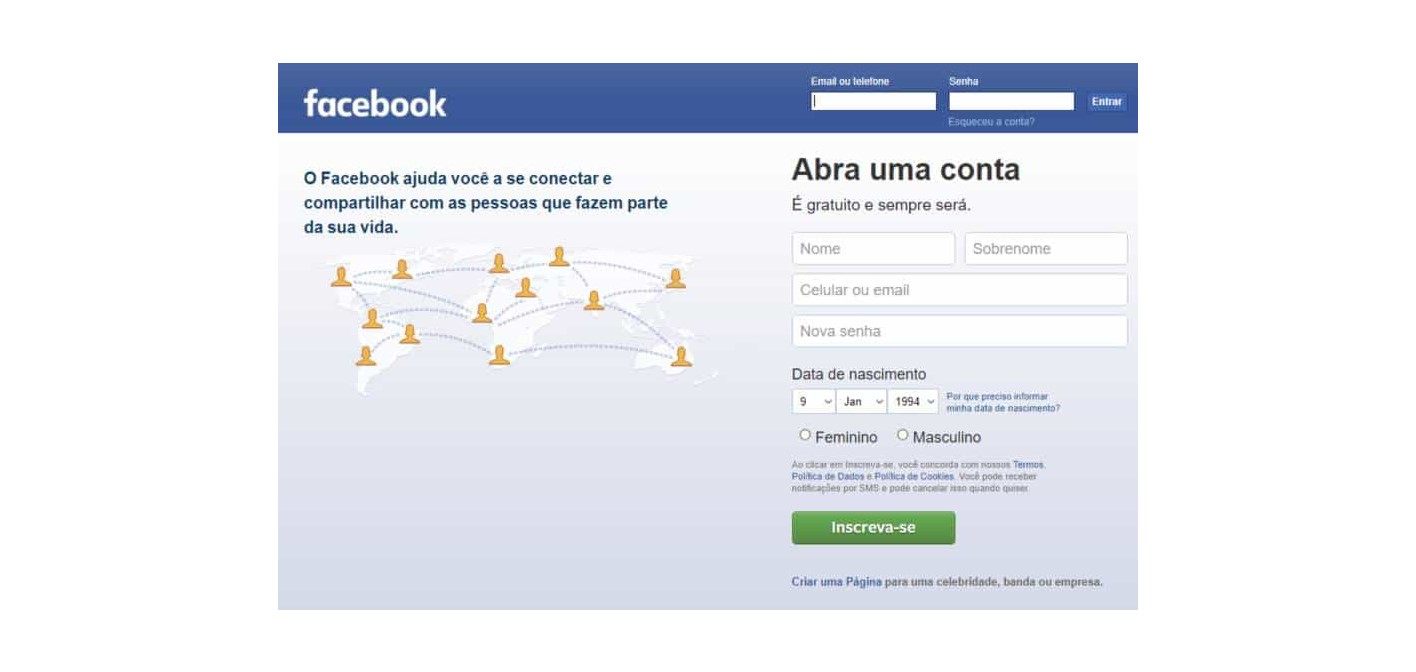 facebook
Email ou telefone
Senha
Entrar
Esqueceu a conta?
O Facebook ajuda você a se conectar e
compartilhar com as pessoas que fazem parte
da sua vida.
Abra uma conta
É gratuito e sempre será.
Nome
Sobrenome
Celular ou email
Nova senha
Data de nascimento
9 Jan 1994
Por que preciso informar
minha data de nascimento?
Feminino Masculino
Ao clicar em Inscreva-se, você concorda com nossos Termos,
Política de Dados e Política de Cookies. Você pode receber
notificações por SMS e pode cancelar isso quando quiser.
Inscreva-se
Criar uma Página para uma celebridade, banda ou empresa.